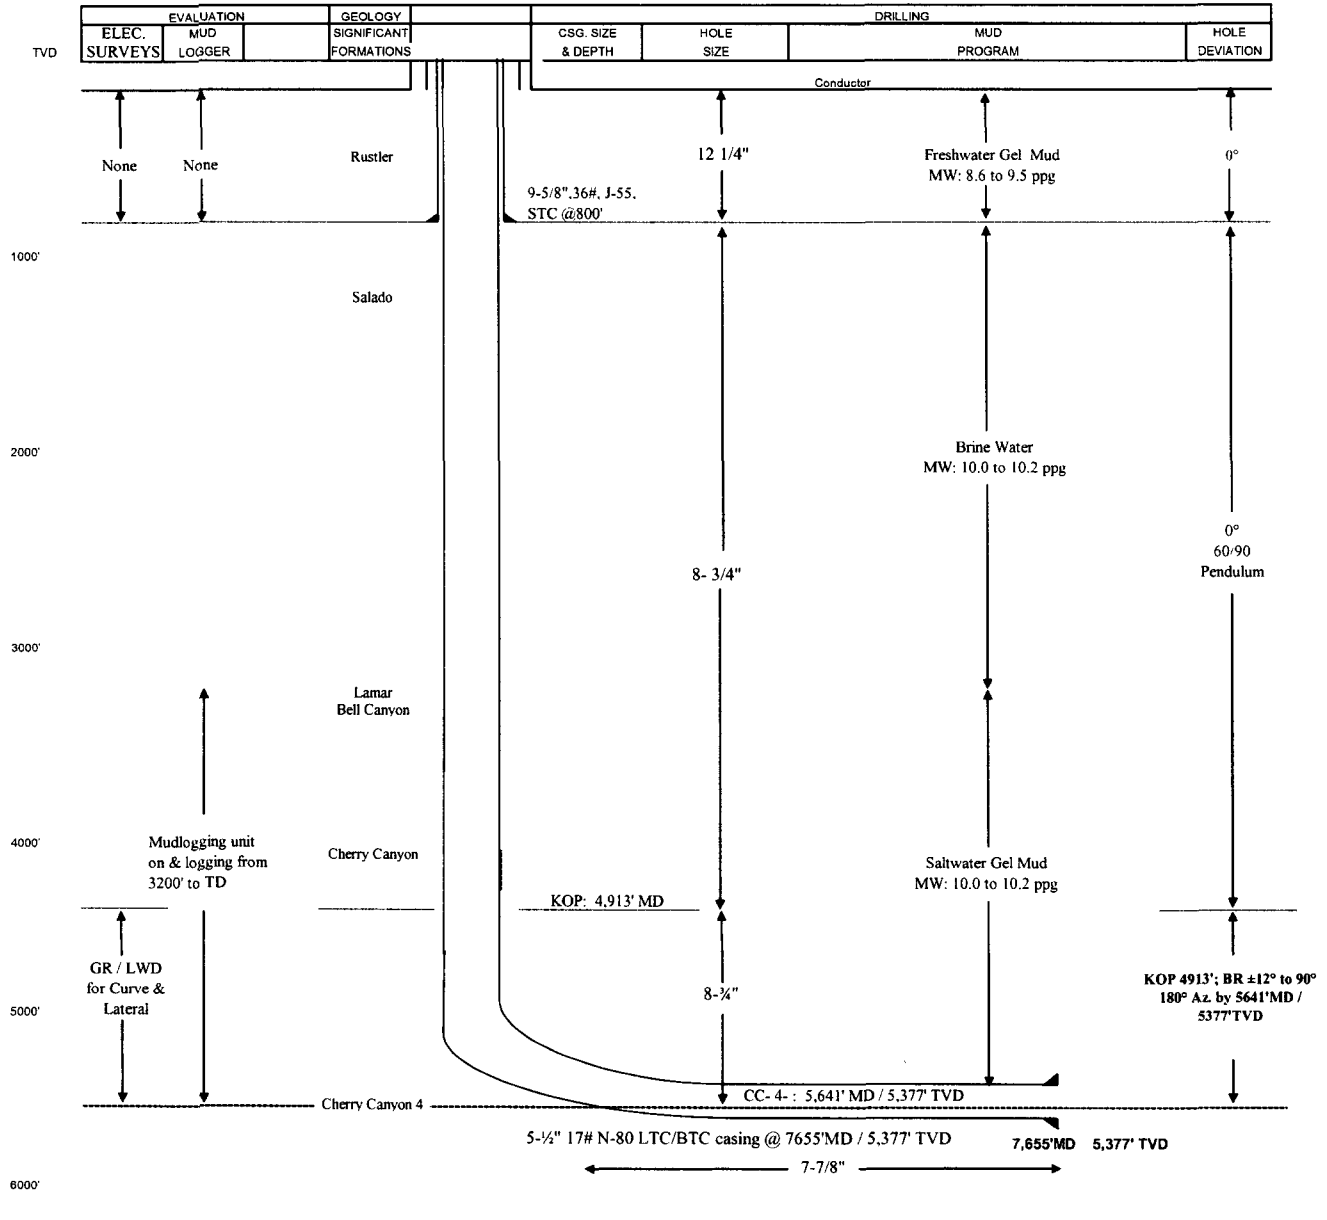 EVALUATION GEOLOGY DRILLING
TVD ELEC. SURVEYS MUD LOGGER SIGNIFICANT FORMATIONS CSG. SIZE & DEPTH HOLE SIZE MUD PROGRAM HOLE DEVIATION
Conductor
None
None
Rustler
12 1/4"
Freshwater Gel Mud
MW: 8.6 to 9.5 ppg
0°
9-5/8",36#, J-55,
STC @800'
1000'
Salado
2000'
Brine Water
MW: 10.0 to 10.2 ppg
0°
60/90
Pendulum
8- 3/4"
3000'
Lamar
Bell Canyon
4000'
Mudlogging unit
on & logging from
3200' to TD
Cherry Canyon
Saltwater Gel Mud
MW: 10.0 to 10.2 ppg
KOP: 4,913' MD
GR / LWD
for Curve &
Lateral
8-¾"
KOP 4913'; BR ±12° to 90°
180° Az. by 5641'MD /
5377'TVD
5000'
CC- 4- : 5,641' MD / 5,377' TVD
Cherry Canyon 4
5-½" 17# N-80 LTC/BTC casing @ 7655'MD / 5,377' TVD
7,655'MD 5,377' TVD
7-7/8"
6000'